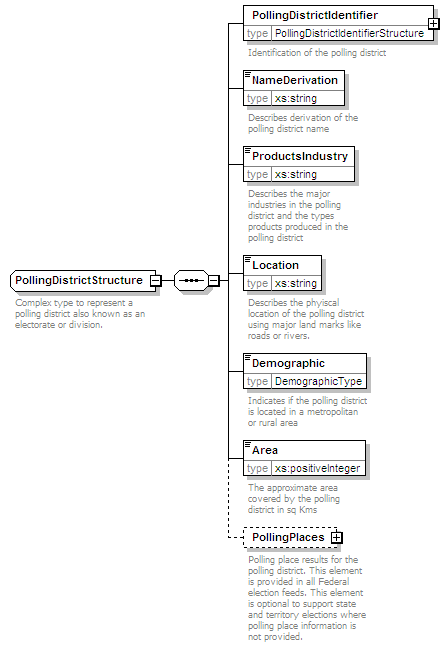 PollingDistrictIdentifier
type PollingDistrictIdentifierStructure
Identification of the polling district
NameDerivation
type xs:string
Describes derivation of the
polling district name
ProductsIndustry
type xs:string
Describes the major
industries in the polling
district and the types
products produced in the
polling district
PollingDistrictStructure
Complex type to represent a
polling district also known as an
electorate or division.
Location
type xs:string
Describes the phyiscal
location of the polling district
using major land marks like
roads or rivers.
Demographic
type DemographicType
Indicates if the polling district
is located in a metropolitan
or rural area
Area
type xs:positiveInteger
The approximate area
covered by the polling
district in sq Kms
PollingPlaces
Polling place results for the
polling district. This element
is provided in all Federal
election feeds. This element
is optional to support state
and territory elections where
polling place information is
not provided.